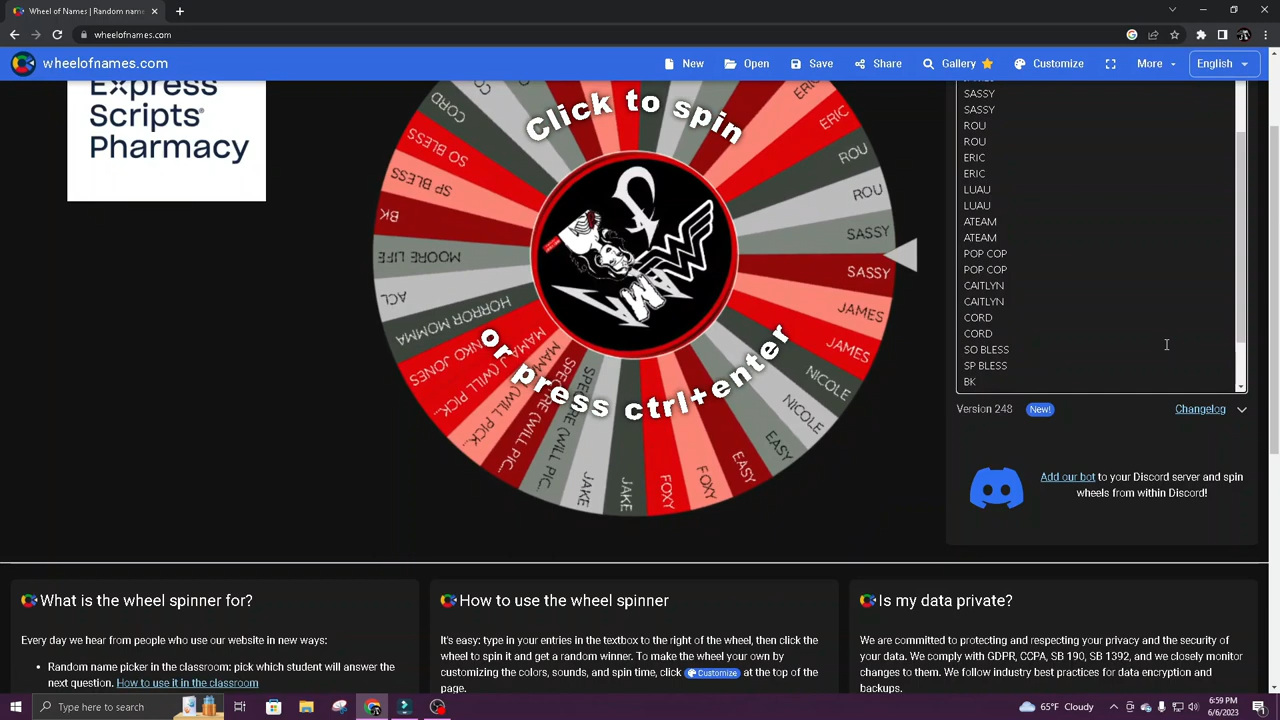 Wheel of Names | Random name
wheelofnames.com
wheelofnames.com
New
Open
Save
Share
Gallery
Customize
More
English
Express
Scripts®
Pharmacy
Click to spin
or press ctrl+enter
CORD
SO BLESS
SP BLESS
BK
MOORE LIFE
ACL
HORROR MOMMA
JAKE
JAKE
FOXY
FOXY
EASY
EASY
NICOLE
NICOLE
JAMES
JAMES
SASSY
SASSY
ROU
ROU
ERIC
ERIC
SASSY
SASSY
ROU
ROU
ERIC
ERIC
LUAU
LUAU
ATEAM
ATEAM
POP COP
POP COP
CAITLYN
CAITLYN
CORD
CORD
SO BLESS
SP BLESS
BK
Version 248
New!
Changelog
Add our bot to your Discord server and spin
wheels from within Discord!
What is the wheel spinner for?
Every day we hear from people who use our website in new ways:
Random name picker in the classroom: pick which student will answer the
next question. How to use it in the classroom
How to use the wheel spinner
It's easy: type in your entries in the textbox to the right of the wheel, then click the
wheel to spin it and get a random winner. To make the wheel your own by
customizing the colors, sounds, and spin time, click Customize at the top of the
page.
Is my data private?
We are committed to protecting and respecting your privacy and the security of
your data. We comply with GDPR, CCPA, SB 190, SB 1392, and we closely monitor
changes to them. We follow industry best practices for data encryption and
backups.
Type here to search
65°F Cloudy
6:59 PM
6/6/2023